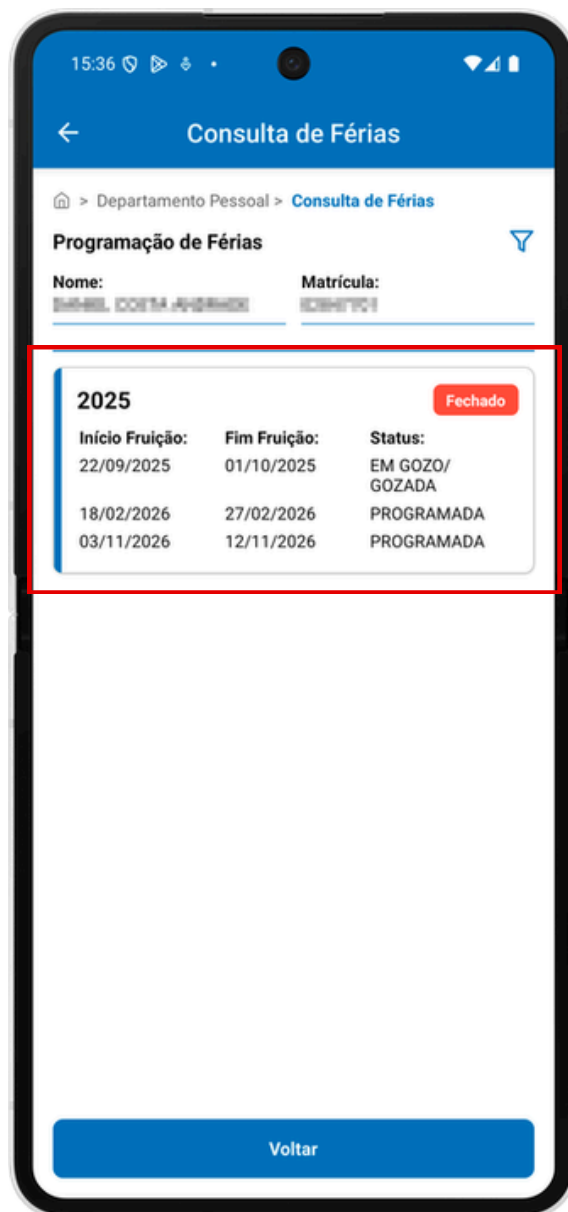 15:36
Consulta de Férias
> Departamento Pessoal > Consulta de Férias
Programação de Férias
Nome: Matrícula:
2025 Fechado
Início Fruição: Fim Fruição: Status:
22/09/2025 01/10/2025 EM GOZO/
GOZADA
18/02/2026 27/02/2026 PROGRAMADA
03/11/2026 12/11/2026 PROGRAMADA
Voltar